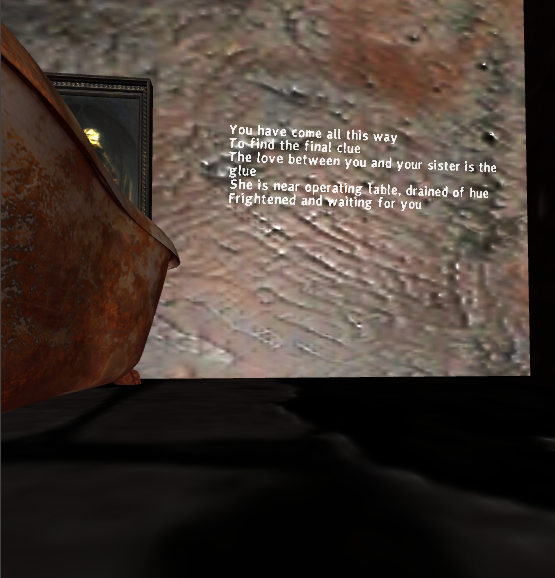 You have come all this way
To find the final clue
The love between you and your sister is the
glue
She is near operating table, drained of hue
Frightened and waiting for you